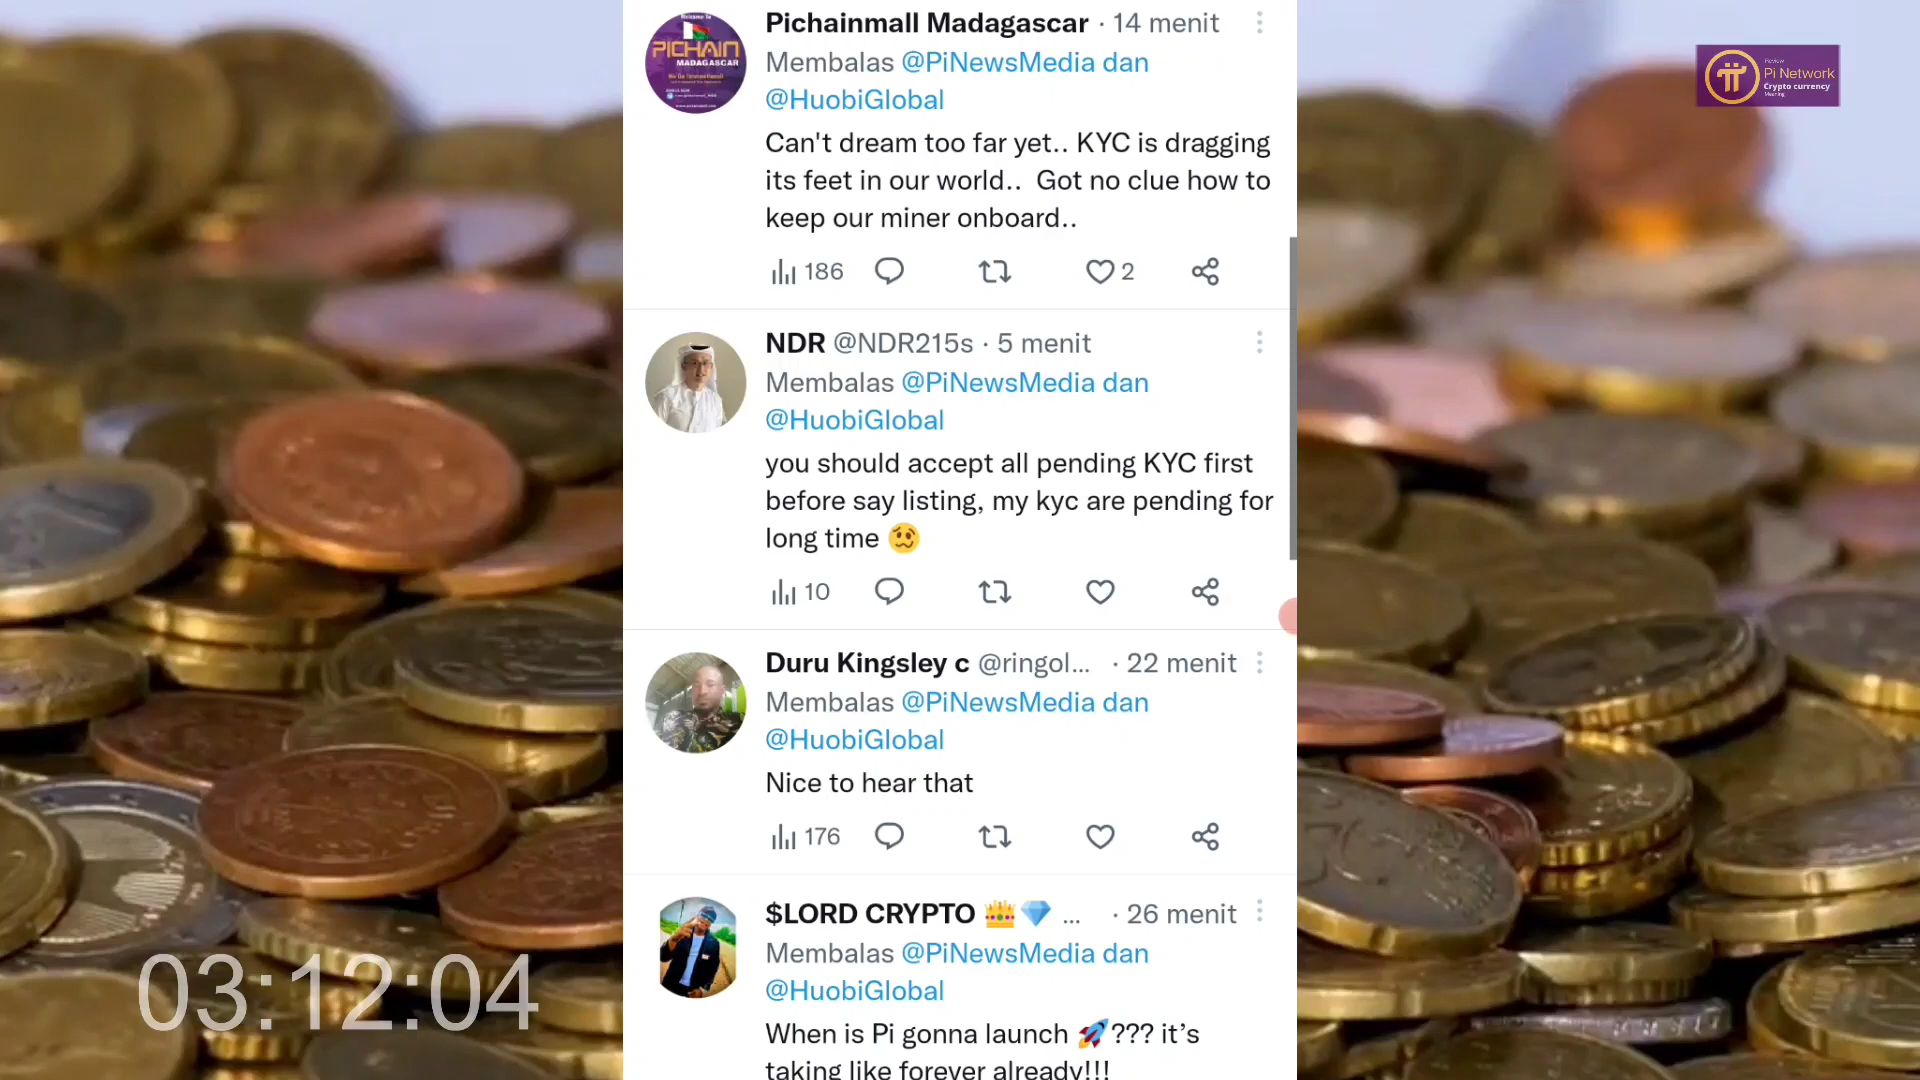 Pichainmall Madagascar · 14 menit
Membalas @PiNewsMedia dan
@HuobiGlobal
Can't dream too far yet.. KYC is dragging
its feet in our world..  Got no clue how to
keep our miner onboard..
186
2
NDR @NDR215s · 5 menit
Membalas @PiNewsMedia dan
@HuobiGlobal
you should accept all pending KYC first
before say listing, my kyc are pending for
long time 🥴
10
Duru Kingsley c @ringol... · 22 menit
Membalas @PiNewsMedia dan
@HuobiGlobal
Nice to hear that
176
$LORD CRYPTO 👑💎 ... · 26 menit
Membalas @PiNewsMedia dan
@HuobiGlobal
When is Pi gonna launch 🚀??? it’s
taking like forever already!!!
PICHAIN
MADAGASCAR
Pi Network
Crypto currency
03:12:04